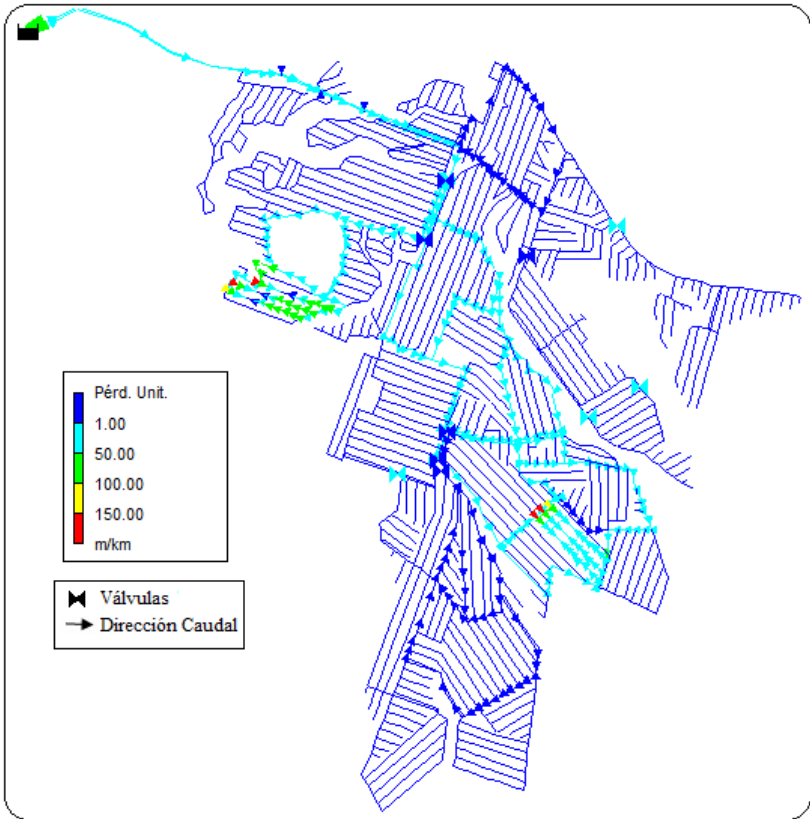 Pérd. Unit.
1.00
50.00
100.00
150.00
m/km
Válvulas
Dirección Caudal